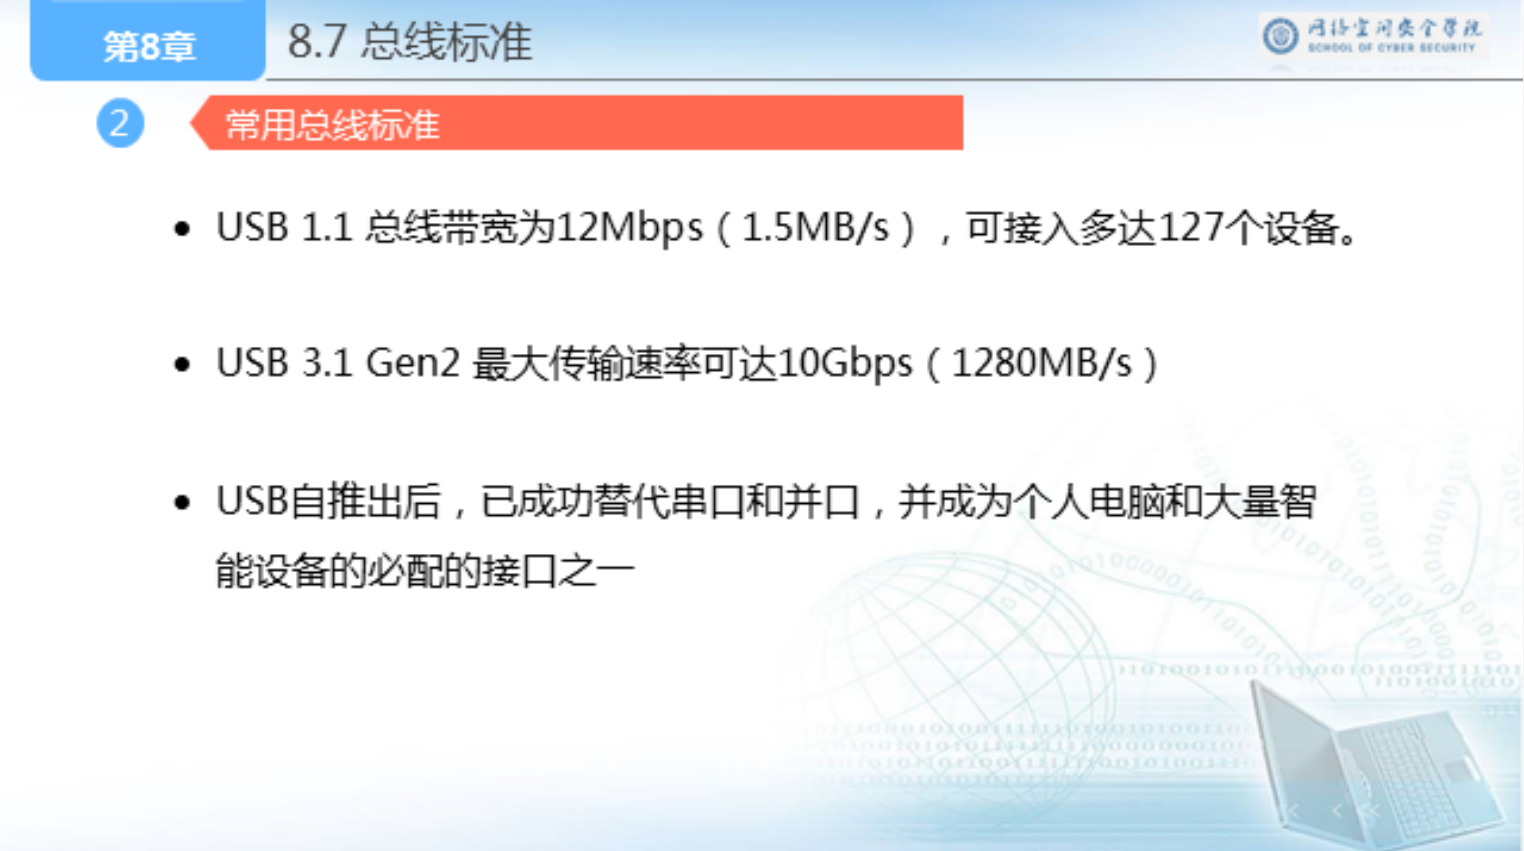 第8章
8.7 总线标准
网络空间安全学院
SCHOOL OF CYBER SECURITY
2
常用总线标准
• USB 1.1 总线带宽为12Mbps（1.5MB/s），可接入多达127个设备。
• USB 3.1 Gen2 最大传输速率可达10Gbps（1280MB/s）
• USB自推出后，已成功替代串口和并口，并成为个人电脑和大量智
能设备的必配的接口之一